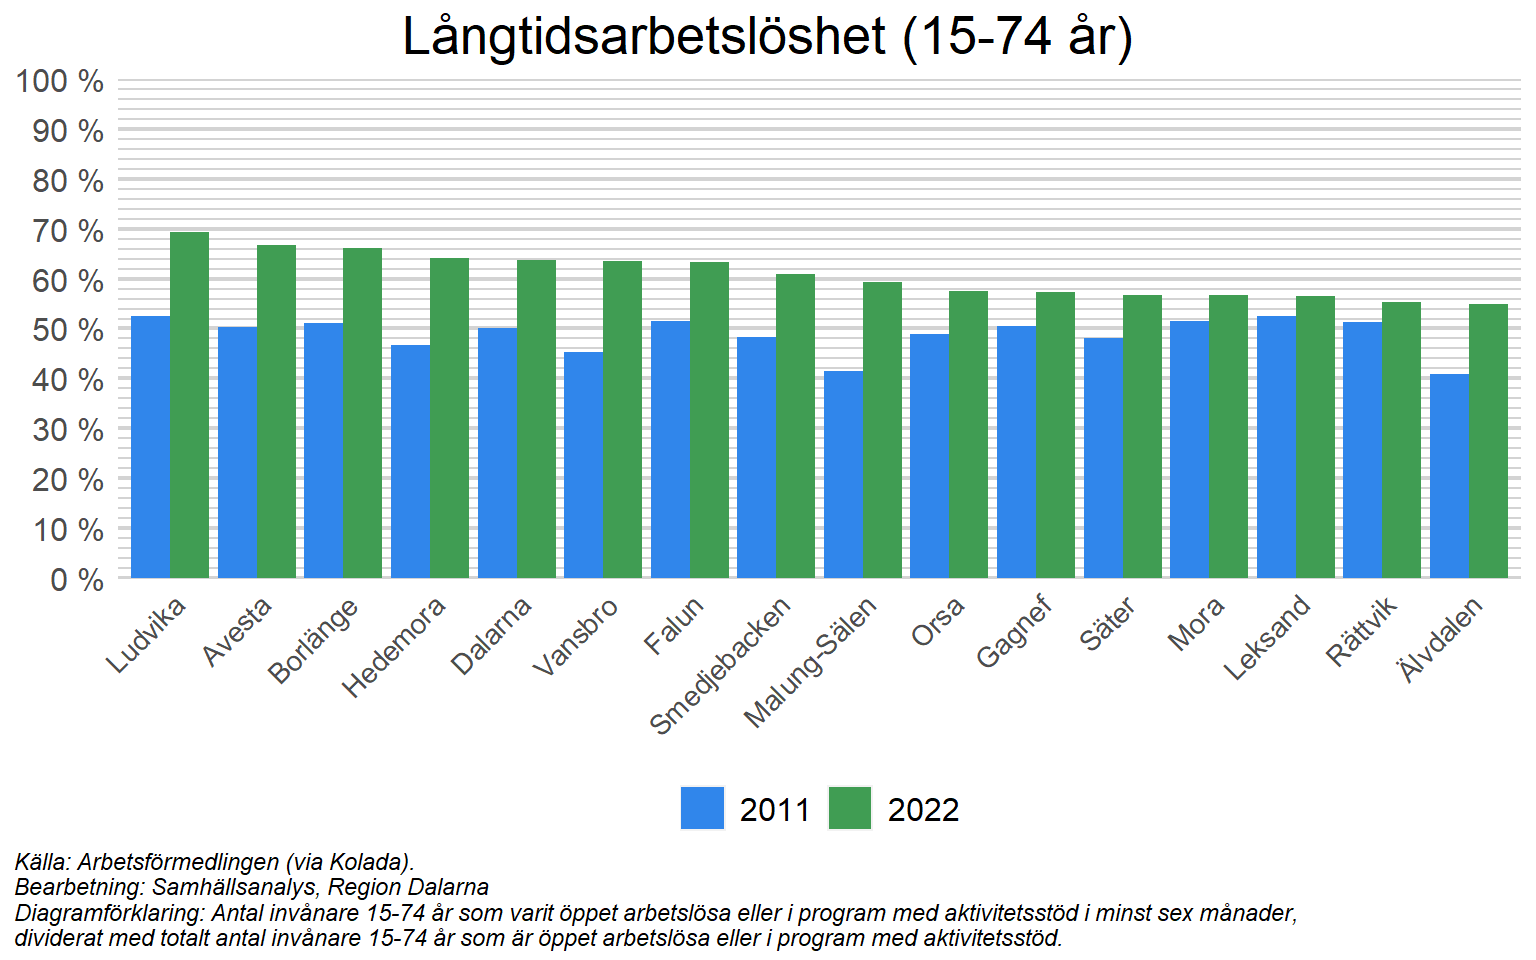 Långtidsarbetslöshet (15-74 år)
100 %
90 %
80 %
70 %
60 %
50 %
40 %
30 %
20 %
10 %
0 %
Ludvika
Avesta
Borlänge
Hedemora
Dalarna
Vansbro
Falun
Smedjebacken
Malung-Sälen
Orsa
Gagnef
Säter
Mora
Leksand
Rättvik
Älvdalen
2011
2022
Källa: Arbetsförmedlingen (via Kolada).
Bearbetning: Samhällsanalys, Region Dalarna
Diagramförklaring: Antal invånare 15-74 år som varit öppet arbetslösa eller i program med aktivitetsstöd i minst sex månader,
dividerat med totalt antal invånare 15-74 år som är öppet arbetslösa eller i program med aktivitetsstöd.